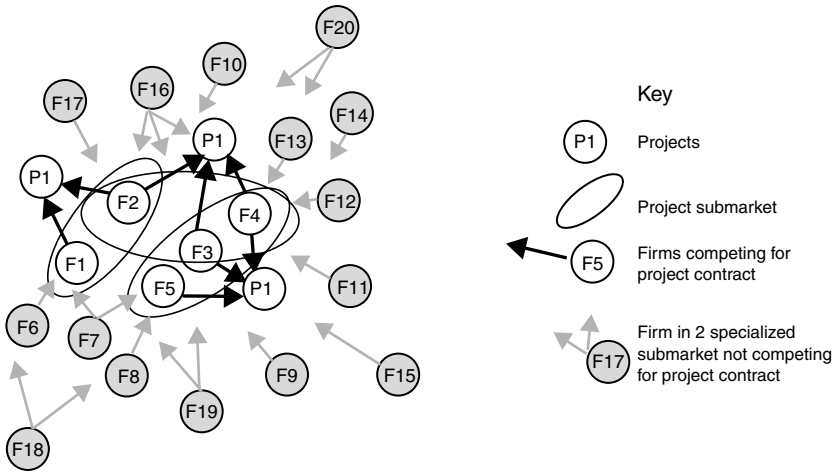 F20
F10
F16
F17
F14
Key
P1
F13
P1
Projects
P1
F2
F12
F4
Project submarket
F3
F1
Firms competing for
project contract
F5
F5
P1
F11
F6
F7
Firm in 2 specialized
submarket not competing
for project contract
F17
F8
F9
F15
F19
F18